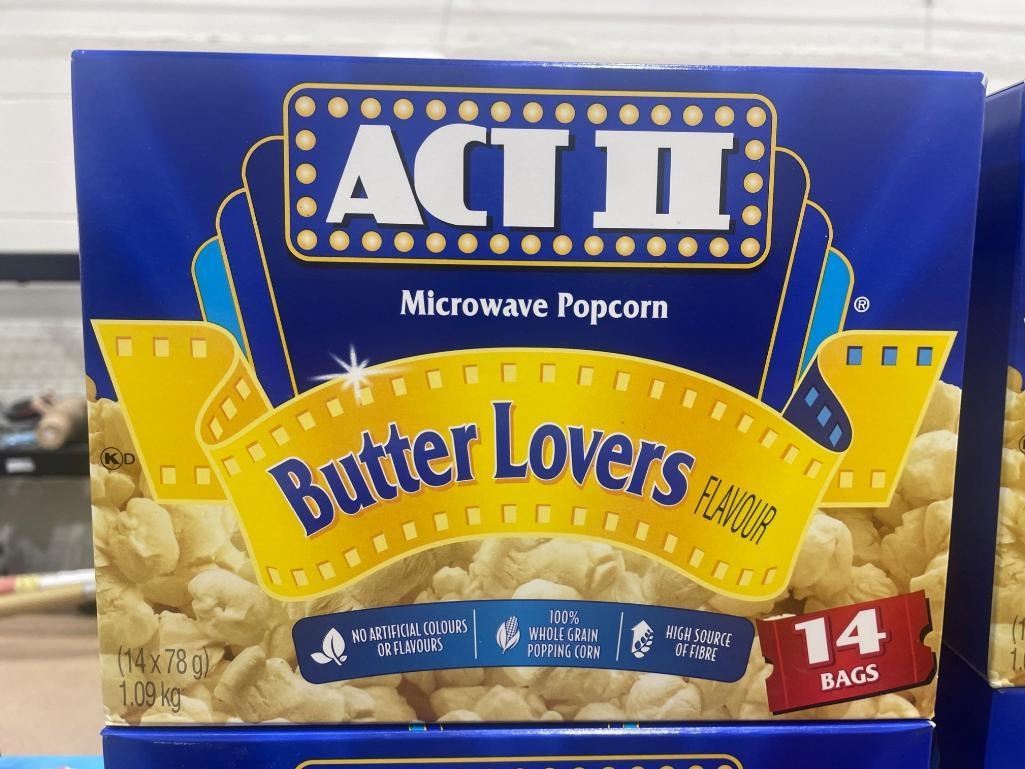 ACT II
®
Microwave Popcorn
Butter Lovers
FLAVOUR
K D
NO ARTIFICIAL COLOURS
OR FLAVOURS
100%
WHOLE GRAIN
POPPING CORN
HIGH SOURCE
OF FIBRE
14
BAGS
(14 x 78 g)
1.09 kg